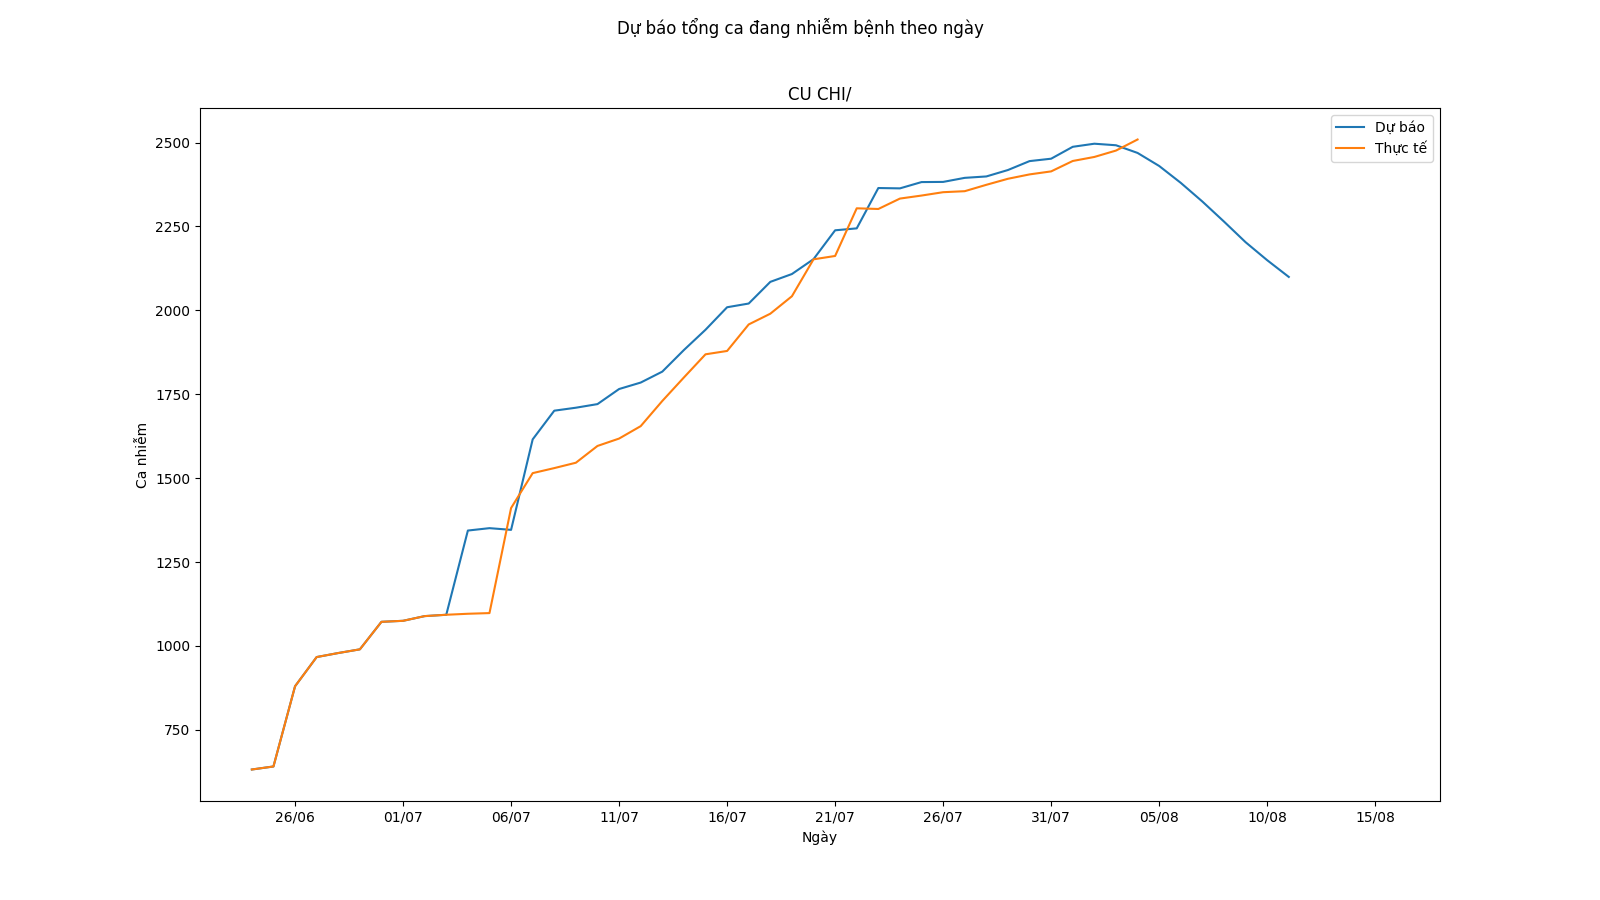 Dự báo tổng ca đang nhiễm bệnh theo ngày
CU CHI/
Dự báo
Thực tế
2500
2250
2000
1750
1500
1250
1000
750
Ca nhiễm
26/06 01/07 06/07 11/07 16/07 21/07 26/07 31/07 05/08 10/08 15/08
Ngày